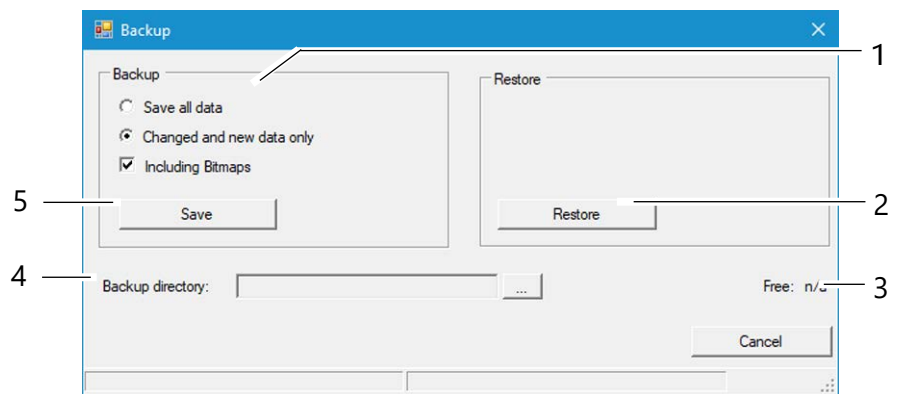 Backup
1
Backup
Restore
Save all data
Changed and new data only
Including Bitmaps
5
Save
Restore
2
4
Backup directory:
...
Free: n/a
3
Cancel